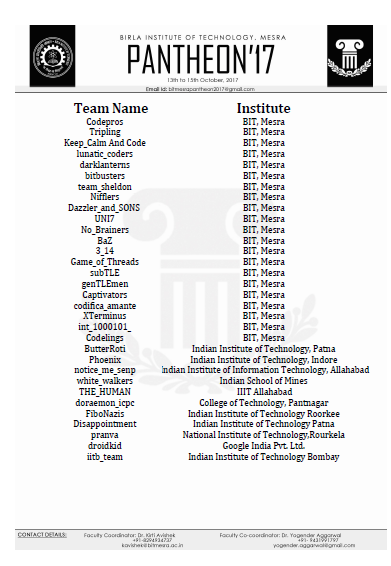 BIRLA INSTITUTE OF TECHNOLOGY, MESRA
PANTHEON'17
13th to 15th October, 2017
Email Id: bitmesrapantheon2017@gmail.com
Team Name Institute
Codepros BIT, Mesra
Tripling BIT, Mesra
Keep_Calm And Code BIT, Mesra
lunatic_coders BIT, Mesra
darklanterns BIT, Mesra
bitbusters BIT, Mesra
team_sheldon BIT, Mesra
Nifflers BIT, Mesra
Dazzler_and_SONS BIT, Mesra
UNI7 BIT, Mesra
No_Brainers BIT, Mesra
BaZ BIT, Mesra
3_14 BIT, Mesra
Game_of_Threads BIT, Mesra
subTLE BIT, Mesra
genTLEmen BIT, Mesra
Captivators BIT, Mesra
codifica_amante BIT, Mesra
XTerminus BIT, Mesra
int_1000101_ BIT, Mesra
Codelings BIT, Mesra
ButterRoti Indian Institute of Technology, Patna
Phoenix Indian Institute of Technology, Indore
notice_me_senp Indian Institute of Information Technology, Allahabad
white_walkers Indian School of Mines
THE_HUMAN IIIT Allahabad
doraemon_icpc College of Technology, Pantnagar
FiboNazis Indian Institute of Technology Roorkee
Disappointment Indian Institute of Technology Patna
pranva National Institute of Technology,Rourkela
droidkid Google India Pvt. Ltd.
iitb_team Indian Institute of Technology Bombay
CONTACT DETAILS: Faculty Coordinator: Dr. Kirti Avishek Faculty Co-coordinator: Dr. Yogender Aggarwal
+91-8294934737 +91- 9431991797
kavishek@bitmesra.ac.in yogender.aggarwal@gmail.com